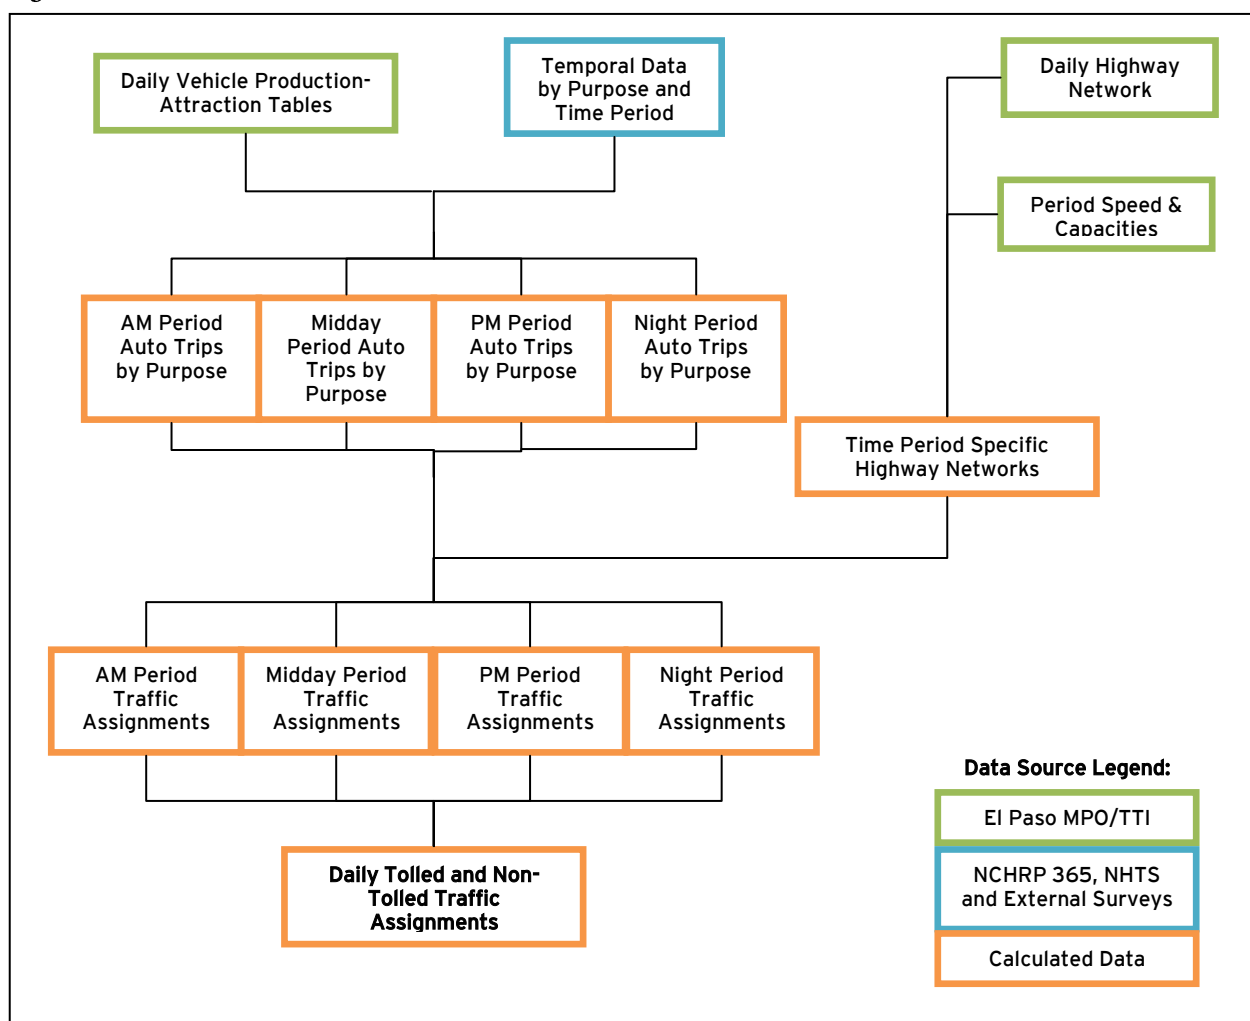 Daily Vehicle Production-
Attraction Tables
Temporal Data
by Purpose and
Time Period
Daily Highway
Network
Period Speed &
Capacities
AM Period
Auto Trips
by Purpose
Midday
Period Auto
Trips by
Purpose
PM Period
Auto Trips
by Purpose
Night Period
Auto Trips
by Purpose
Time Period Specific
Highway Networks
AM Period
Traffic
Assignments
Midday Period
Traffic
Assignments
PM Period
Traffic
Assignments
Night Period
Traffic
Assignments
Daily Tolled and Non-
Tolled Traffic
Assignments
Data Source Legend:
El Paso MPO/TTI
NCHRP 365, NHTS
and External Surveys
Calculated Data